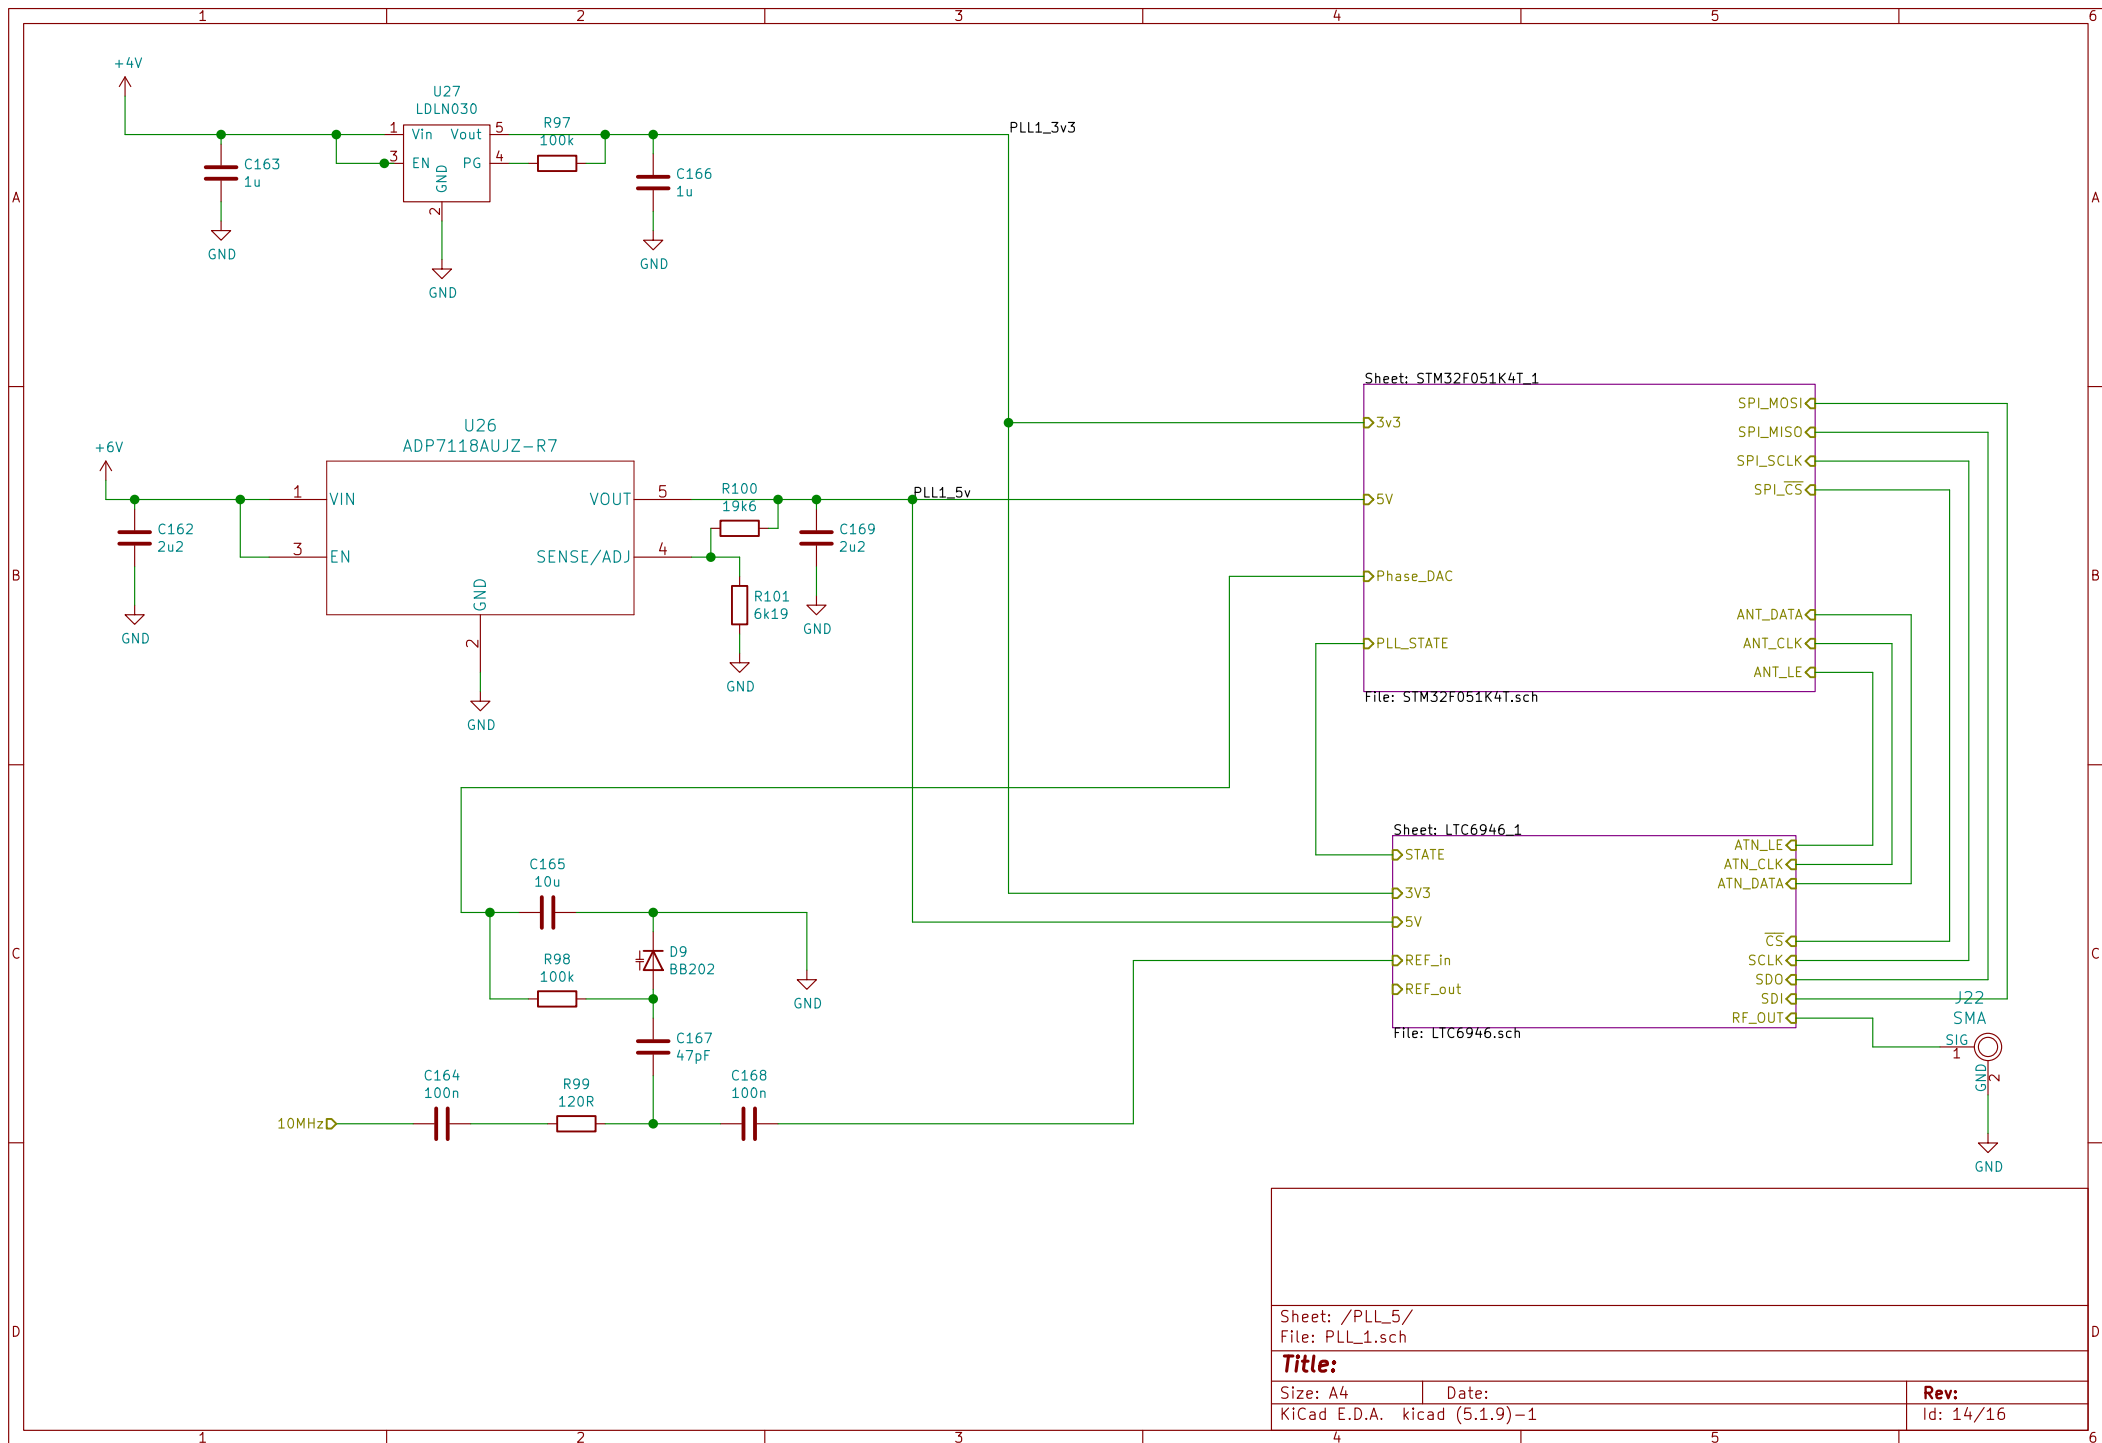 1 2 3 4 5 6
A
A
B
B
C
C
D
D
+4V
U27
LDLN030
1 Vin Vout 5
3 EN PG 4
GND
2
R97
100k
C163
1u
GND
GND
C166
1u
GND
PLL1_3v3
+6V
U26
ADP7118AUJZ-R7
1 VIN VOUT 5
3 EN SENSE/ADJ 4
GND
2
GND
C162
2u2
GND
R100
19k6
R101
6k19
GND
C169
2u2
GND
PLL1_5v
Sheet: STM32F051K4T_1
3v3
5V
Phase_DAC
PLL_STATE
SPI_MOSI
SPI_MISO
SPI_SCLK
SPI_CS
ANT_DATA
ANT_CLK
ANT_LE
File: STM32F051K4T.sch
C165
10u
R98
100k
D9
BB202
GND
C167
47pF
C164
100n
R99
120R
C168
100n
10MHz
Sheet: LTC6946_1
STATE
3V3
5V
REF_in
REF_out
ATN_LE
ATN_CLK
ATN_DATA
CS
SCLK
SDO
SDI
RF_OUT
File: LTC6946.sch
J22
SMA
SIG
1
GND
2
GND
Sheet: /PLL_5/
File: PLL_1.sch
Title:
Size: A4 Date: Rev:
KiCad E.D.A. kicad (5.1.9)-1 Id: 14/16
1 2 3 4 5 6